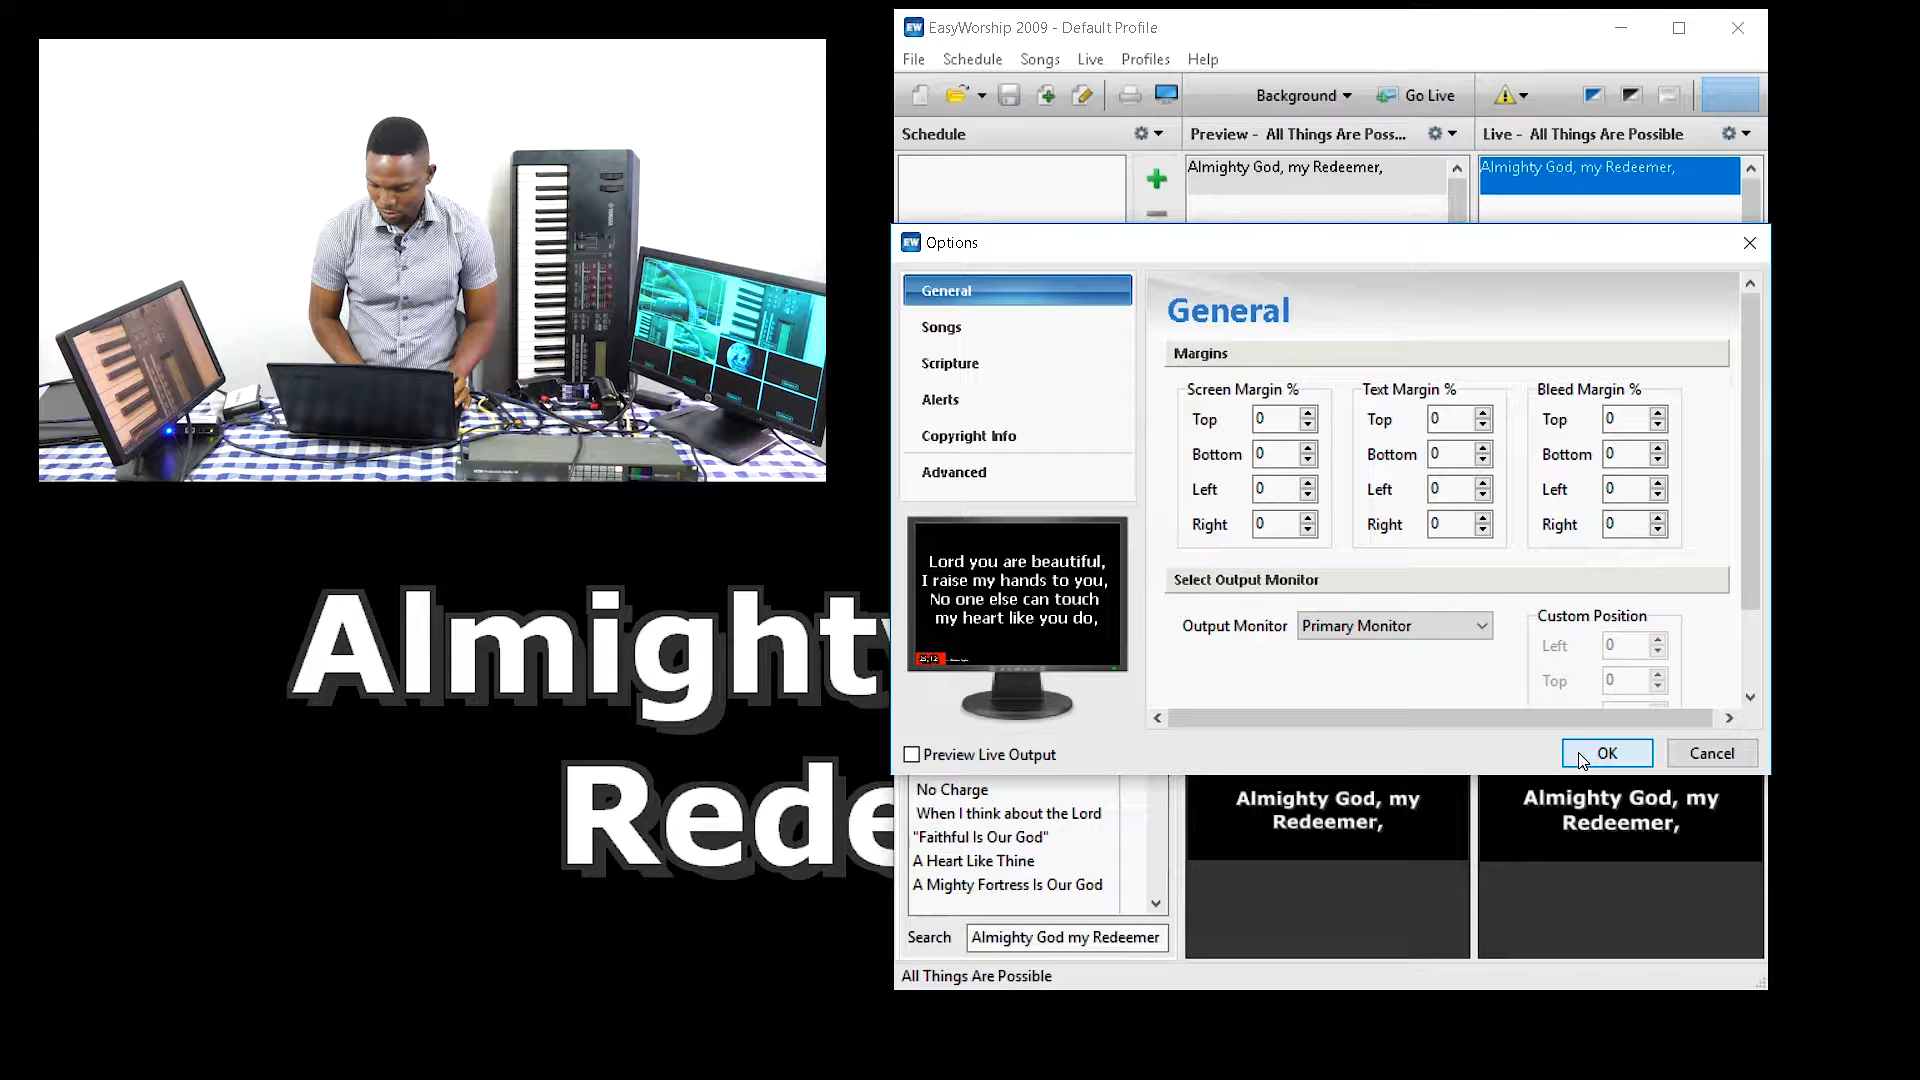 EasyWorship 2009 - Default Profile
File Schedule Songs Live Profiles Help
Background Go Live
Schedule
Preview - All Things Are Poss...
Live - All Things Are Possible
Almighty God, my Redeemer,
Almighty God, my Redeemer,
Options
General
Songs
Scripture
Alerts
Copyright Info
Advanced
General
Margins
Screen Margin % Text Margin % Bleed Margin %
Top 0 Top 0 Top 0
Bottom 0 Bottom 0 Bottom 0
Left 0 Left 0 Left 0
Right 0 Right 0 Right 0
Select Output Monitor
Output Monitor Primary Monitor
Custom Position
Left 0
Top 0
Lord you are beautiful,
I raise my hands to you,
No one else can touch
my heart like you do,
Preview Live Output
OK Cancel
No Charge
When I think about the Lord
"Faithful Is Our God"
A Heart Like Thine
A Mighty Fortress Is Our God
Search Almighty God my Redeemer
All Things Are Possible
Almighty God, my
Redeemer,
Almighty God, my
Redeemer,
Almighty
Rede